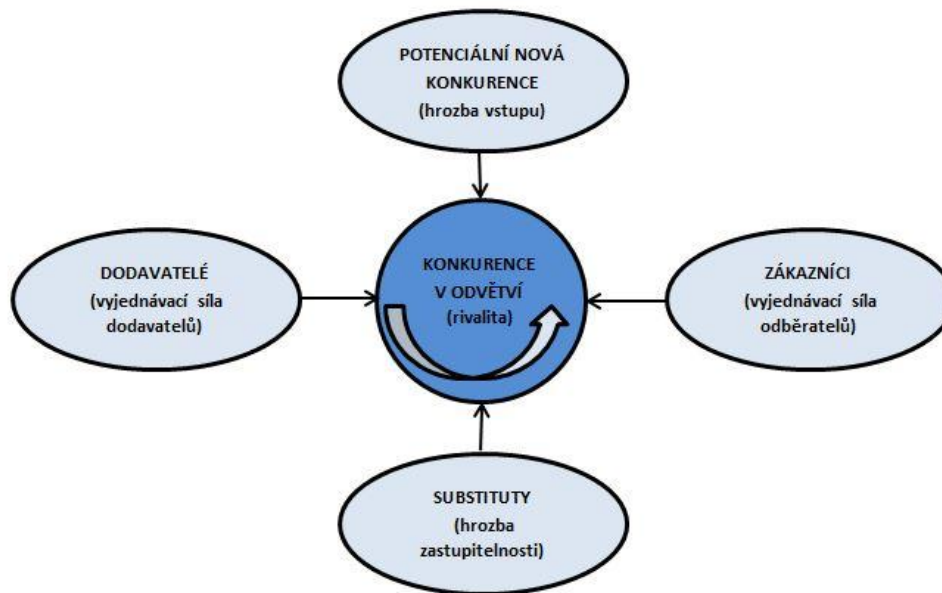 POTENCIÁLNÍ NOVÁ
KONKURENCE
(hrozba vstupu)
DODAVATELÉ
(vyjednávací síla
dodavatelů)
KONKURENCE
V ODVĚTVÍ
(rivalita)
ZÁKAZNÍCI
(vyjednávací síla
odběratelů)
SUBSTITUTY
(hrozba
zastupitelnosti)